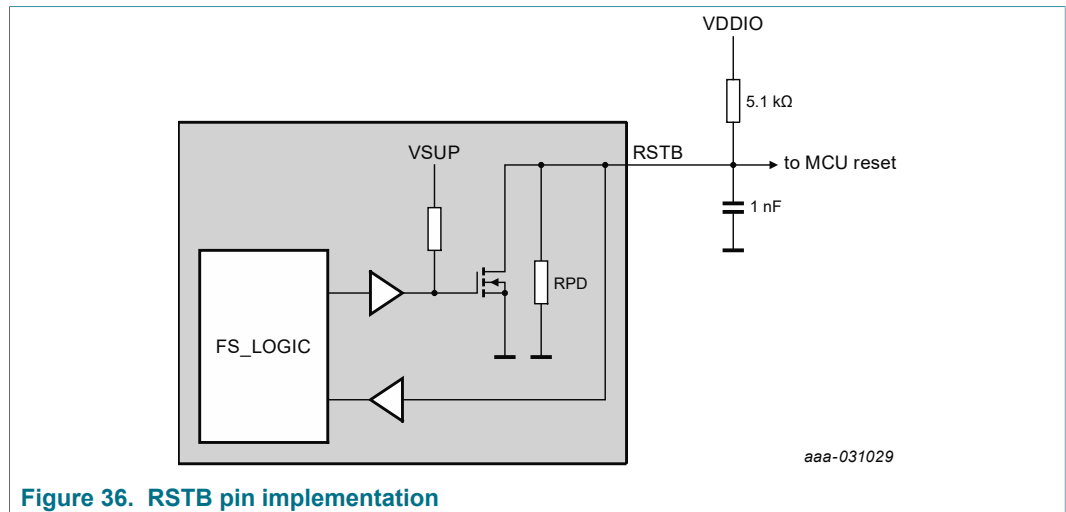 VDDIO
5.1 kΩ
VSUP
RSTB
to MCU reset
1 nF
RPD
FS_LOGIC
aaa-031029
Figure 36. RSTB pin implementation